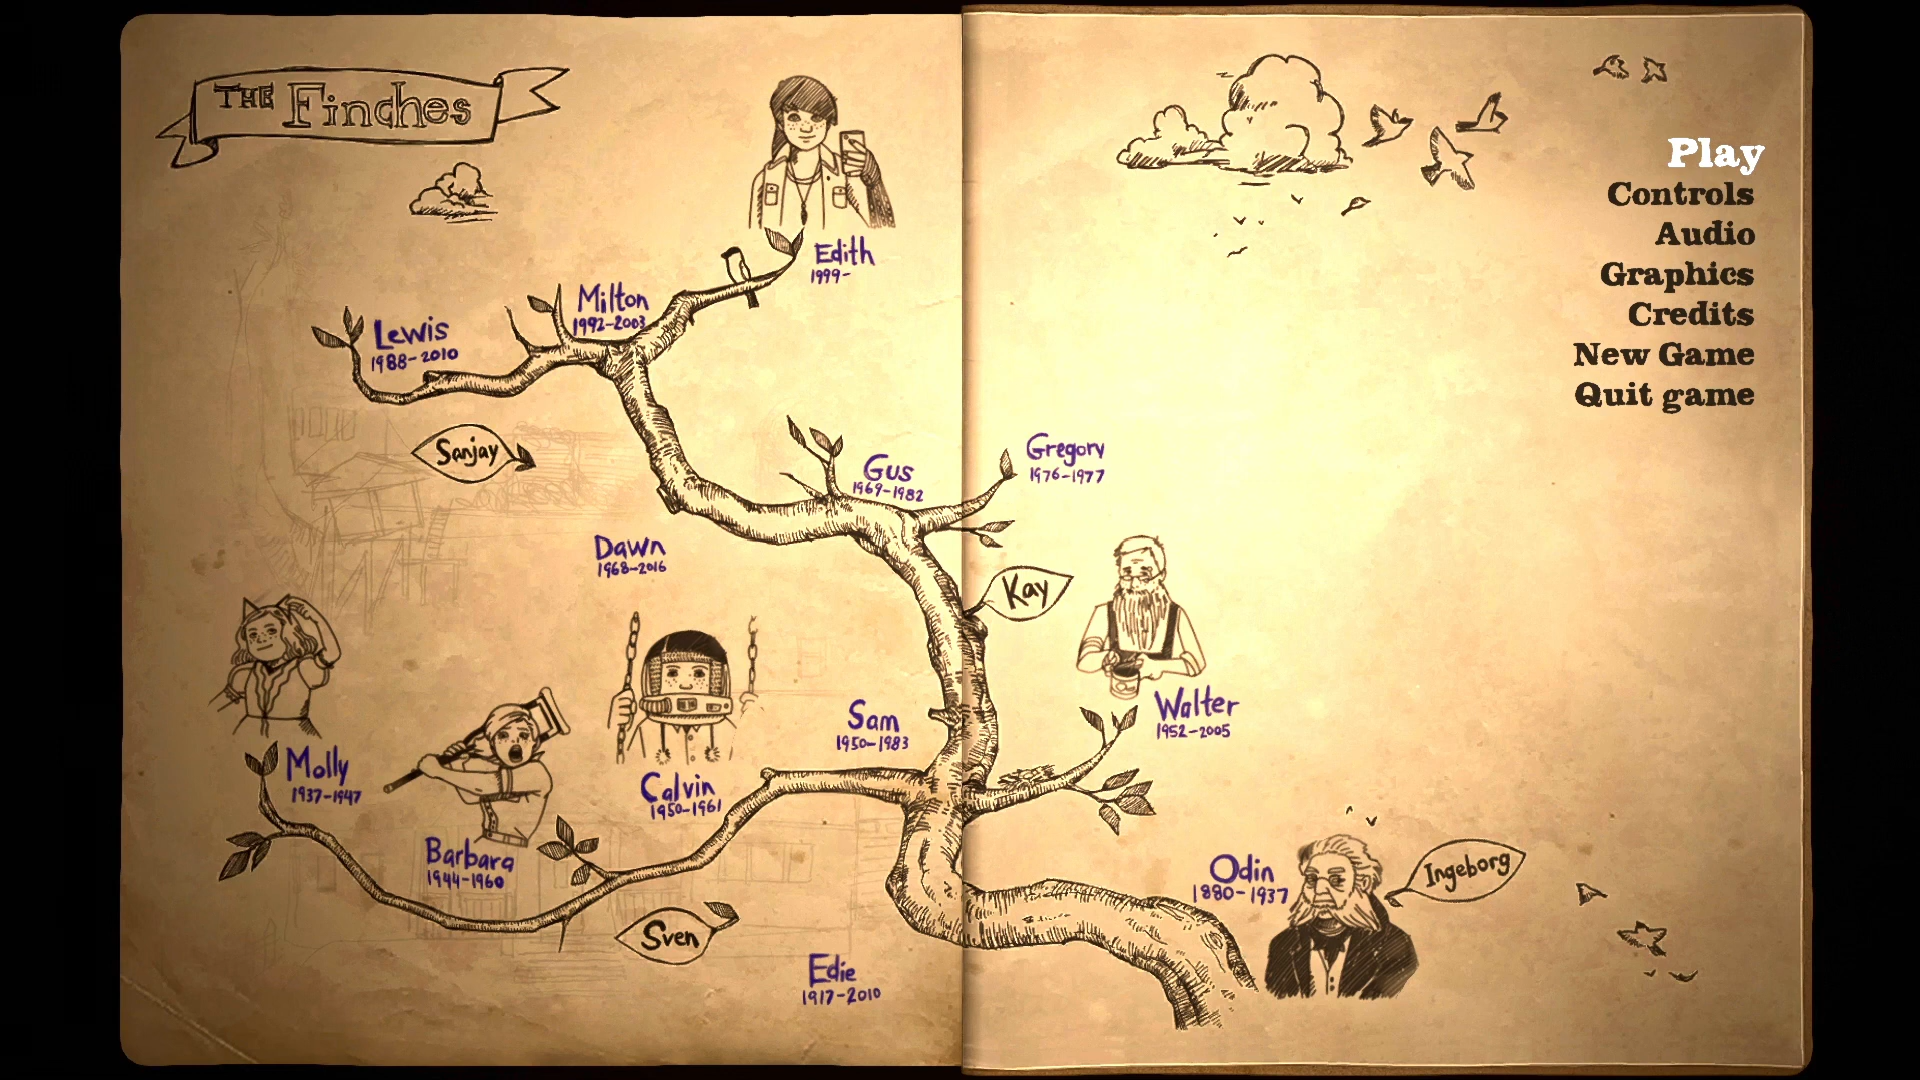 THE Finches
Edith
1999-
Milton
1992-2003
Lewis
1988-2010
Sanjay
Gus
1969-1982
Gregory
1976-1977
Dawn
1968-2016
Kay
Walter
1952-2005
Sam
1950-1983
Calvin
1950-1961
Molly
1937-1947
Barbara
1944-1960
Sven
Edie
1917-2010
Odin
1880-1937
Ingeborg
Play
Controls
Audio
Graphics
Credits
New Game
Quit game